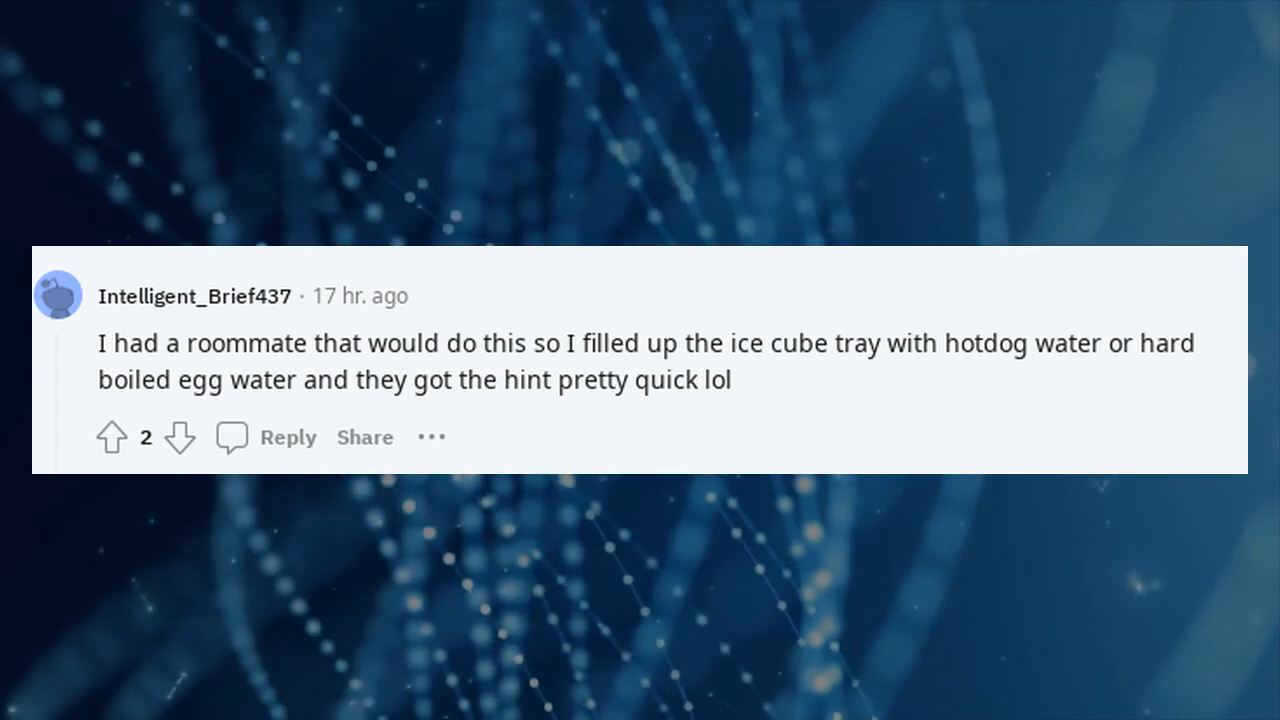 Intelligent_Brief437 · 17 hr. ago
I had a roommate that would do this so I filled up the ice cube tray with hotdog water or hard
boiled egg water and they got the hint pretty quick lol
2 Reply Share ···